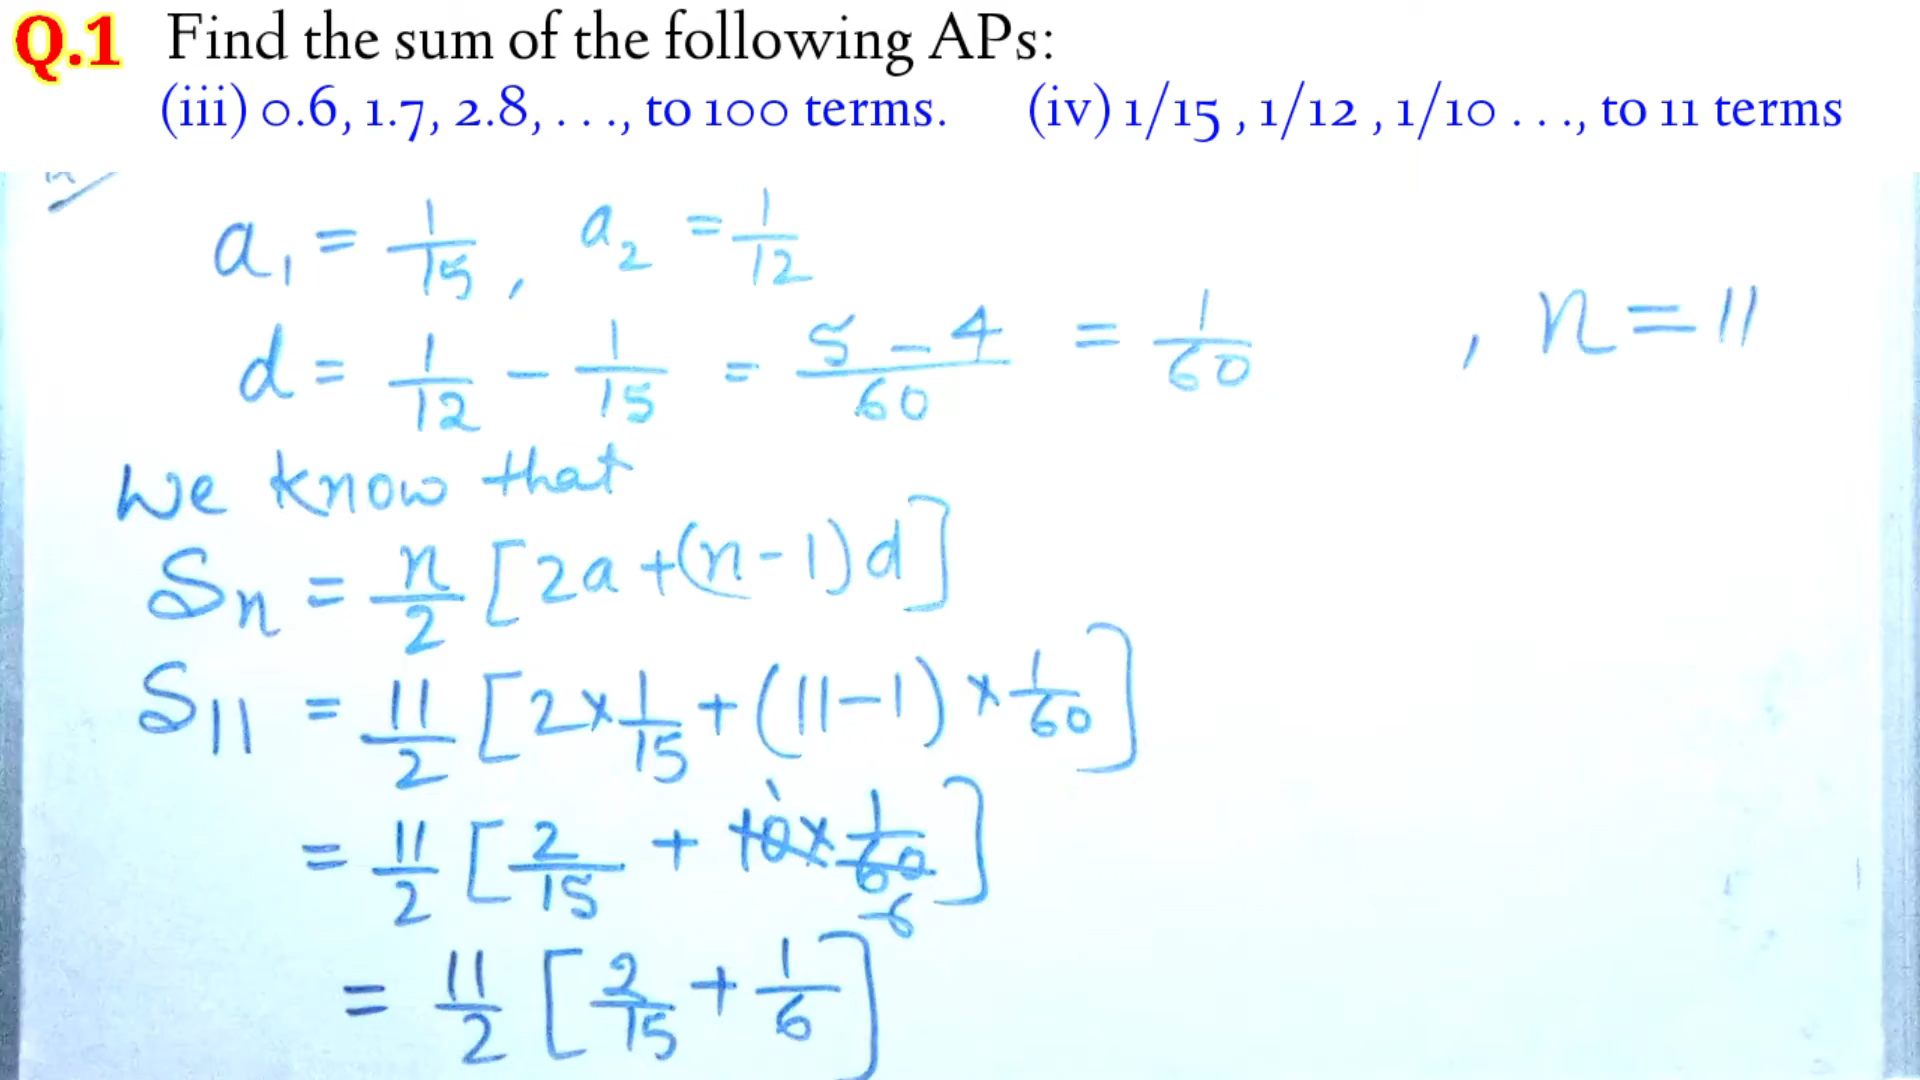 Q.1 Find the sum of the following APs:
(iii) 0.6, 1.7, 2.8, . . ., to 100 terms. (iv) 1/15 , 1/12 , 1/10 . . ., to 11 terms
a₁ = 1/15, a₂ = 1/12
d = 1/12 - 1/15 = (5 - 4)/60 = 1/60 , n = 11
We know that
Sn = n/2 [2a + (n-1)d]
S11 = 11/2 [2×1/15 + (11-1) × 1/60]
= 11/2 [2/15 + 10 × 1/60]
1 6
= 11/2 [2/15 + 1/6]